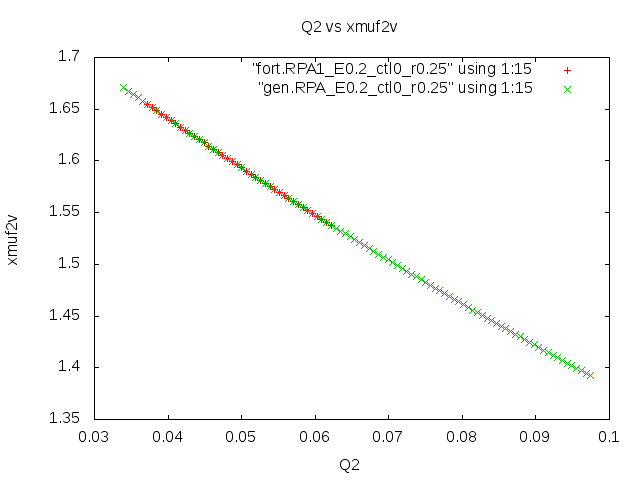 Q2 vs xmuf2v
"fort.RPA1_E0.2_ctl0_r0.25" using 1:15
"gen.RPA_E0.2_ctl0_r0.25" using 1:15
1.7
1.65
1.6
1.55
1.5
1.45
1.4
1.35
xmuf2v
0.03 0.04 0.05 0.06 0.07 0.08 0.09 0.1
Q2